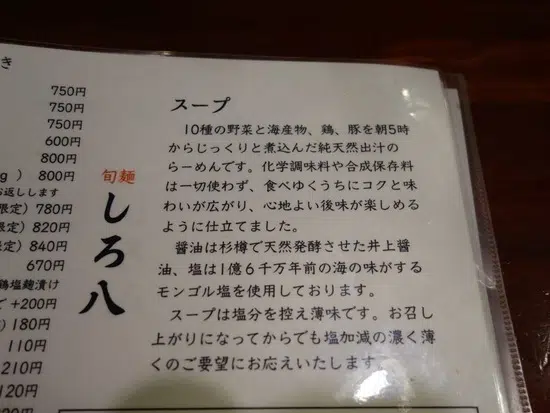 き
750円
750円
750円
600円
800円
g ) 800円
お返しします
限定) 780円
限定) 820円
限定) 840円
670円
鶏塩麹漬け
で +200円
) 180円
110円
210円
120円
旬麺
しろ八
スープ
10種の野菜と海産物、鶏、豚を朝5時
からじっくりと煮込んだ純天然出汁の
らーめんです。化学調味料や合成保存料
は一切使わず、食べゆくうちにコクと味
わいが広がり、心地よい後味が楽しめる
ように仕立てました。
醤油は杉樽で天然発酵させた井上醤
油、塩は1億6千万年前の海の味がする
モンゴル塩を使用しております。
スープは塩分を控え薄味です。お召し
上がりになってからでも塩加減の濃く薄
くのご要望にお応えいたします。